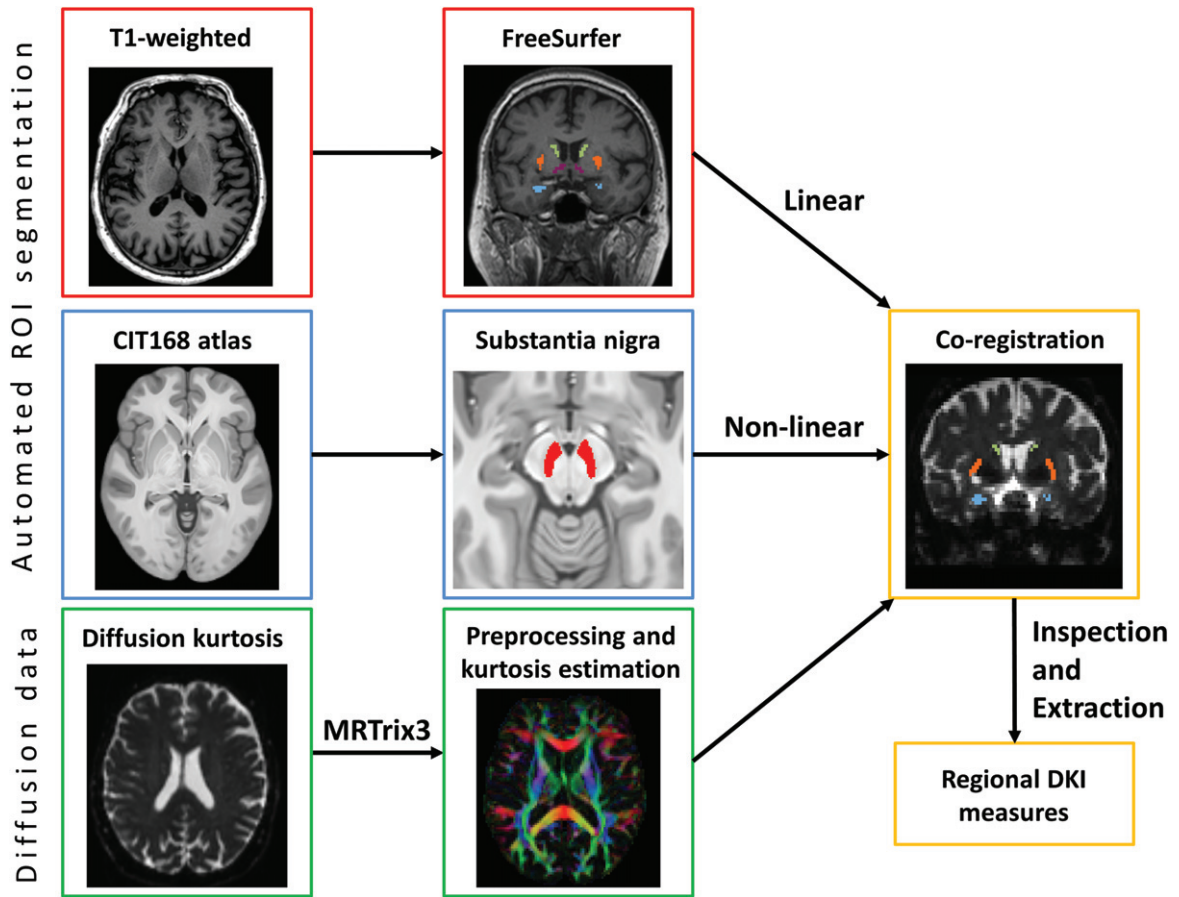 Automated ROI segmentation
Diffusion data
T1-weighted
FreeSurfer
Linear
CIT168 atlas
Substantia nigra
Non-linear
Co-registration
Diffusion kurtosis
MRTrix3
Preprocessing and
kurtosis estimation
Inspection
and
Extraction
Regional DKI
measures